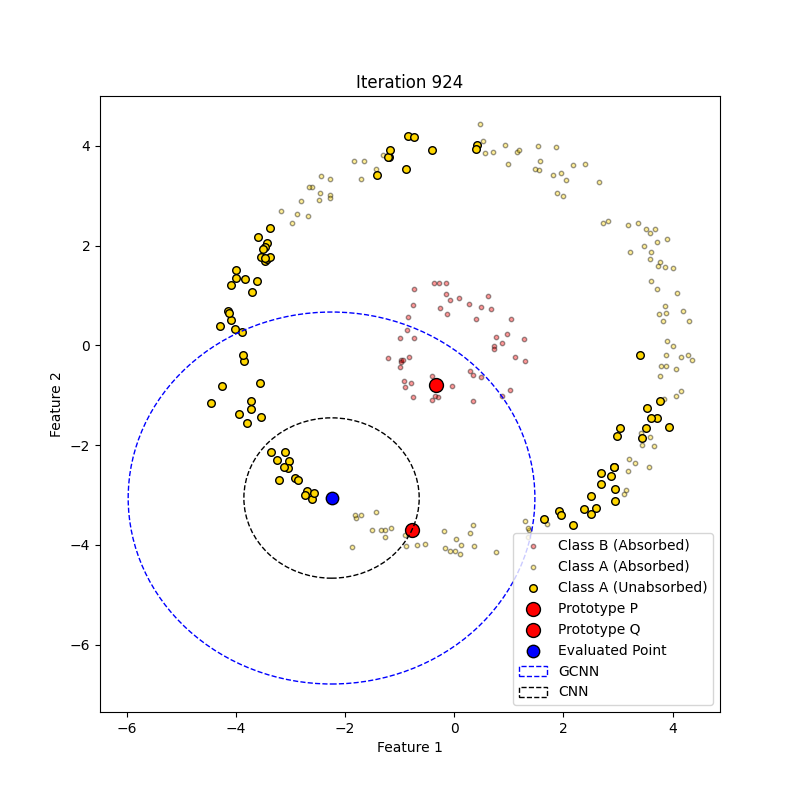 Iteration 924
Feature 2
4
2
0
−2
−4
−6
Class B (Absorbed)
Class A (Absorbed)
Class A (Unabsorbed)
Prototype P
Prototype Q
Evaluated Point
GCNN
CNN
−6 −4 −2 0 2 4
Feature 1